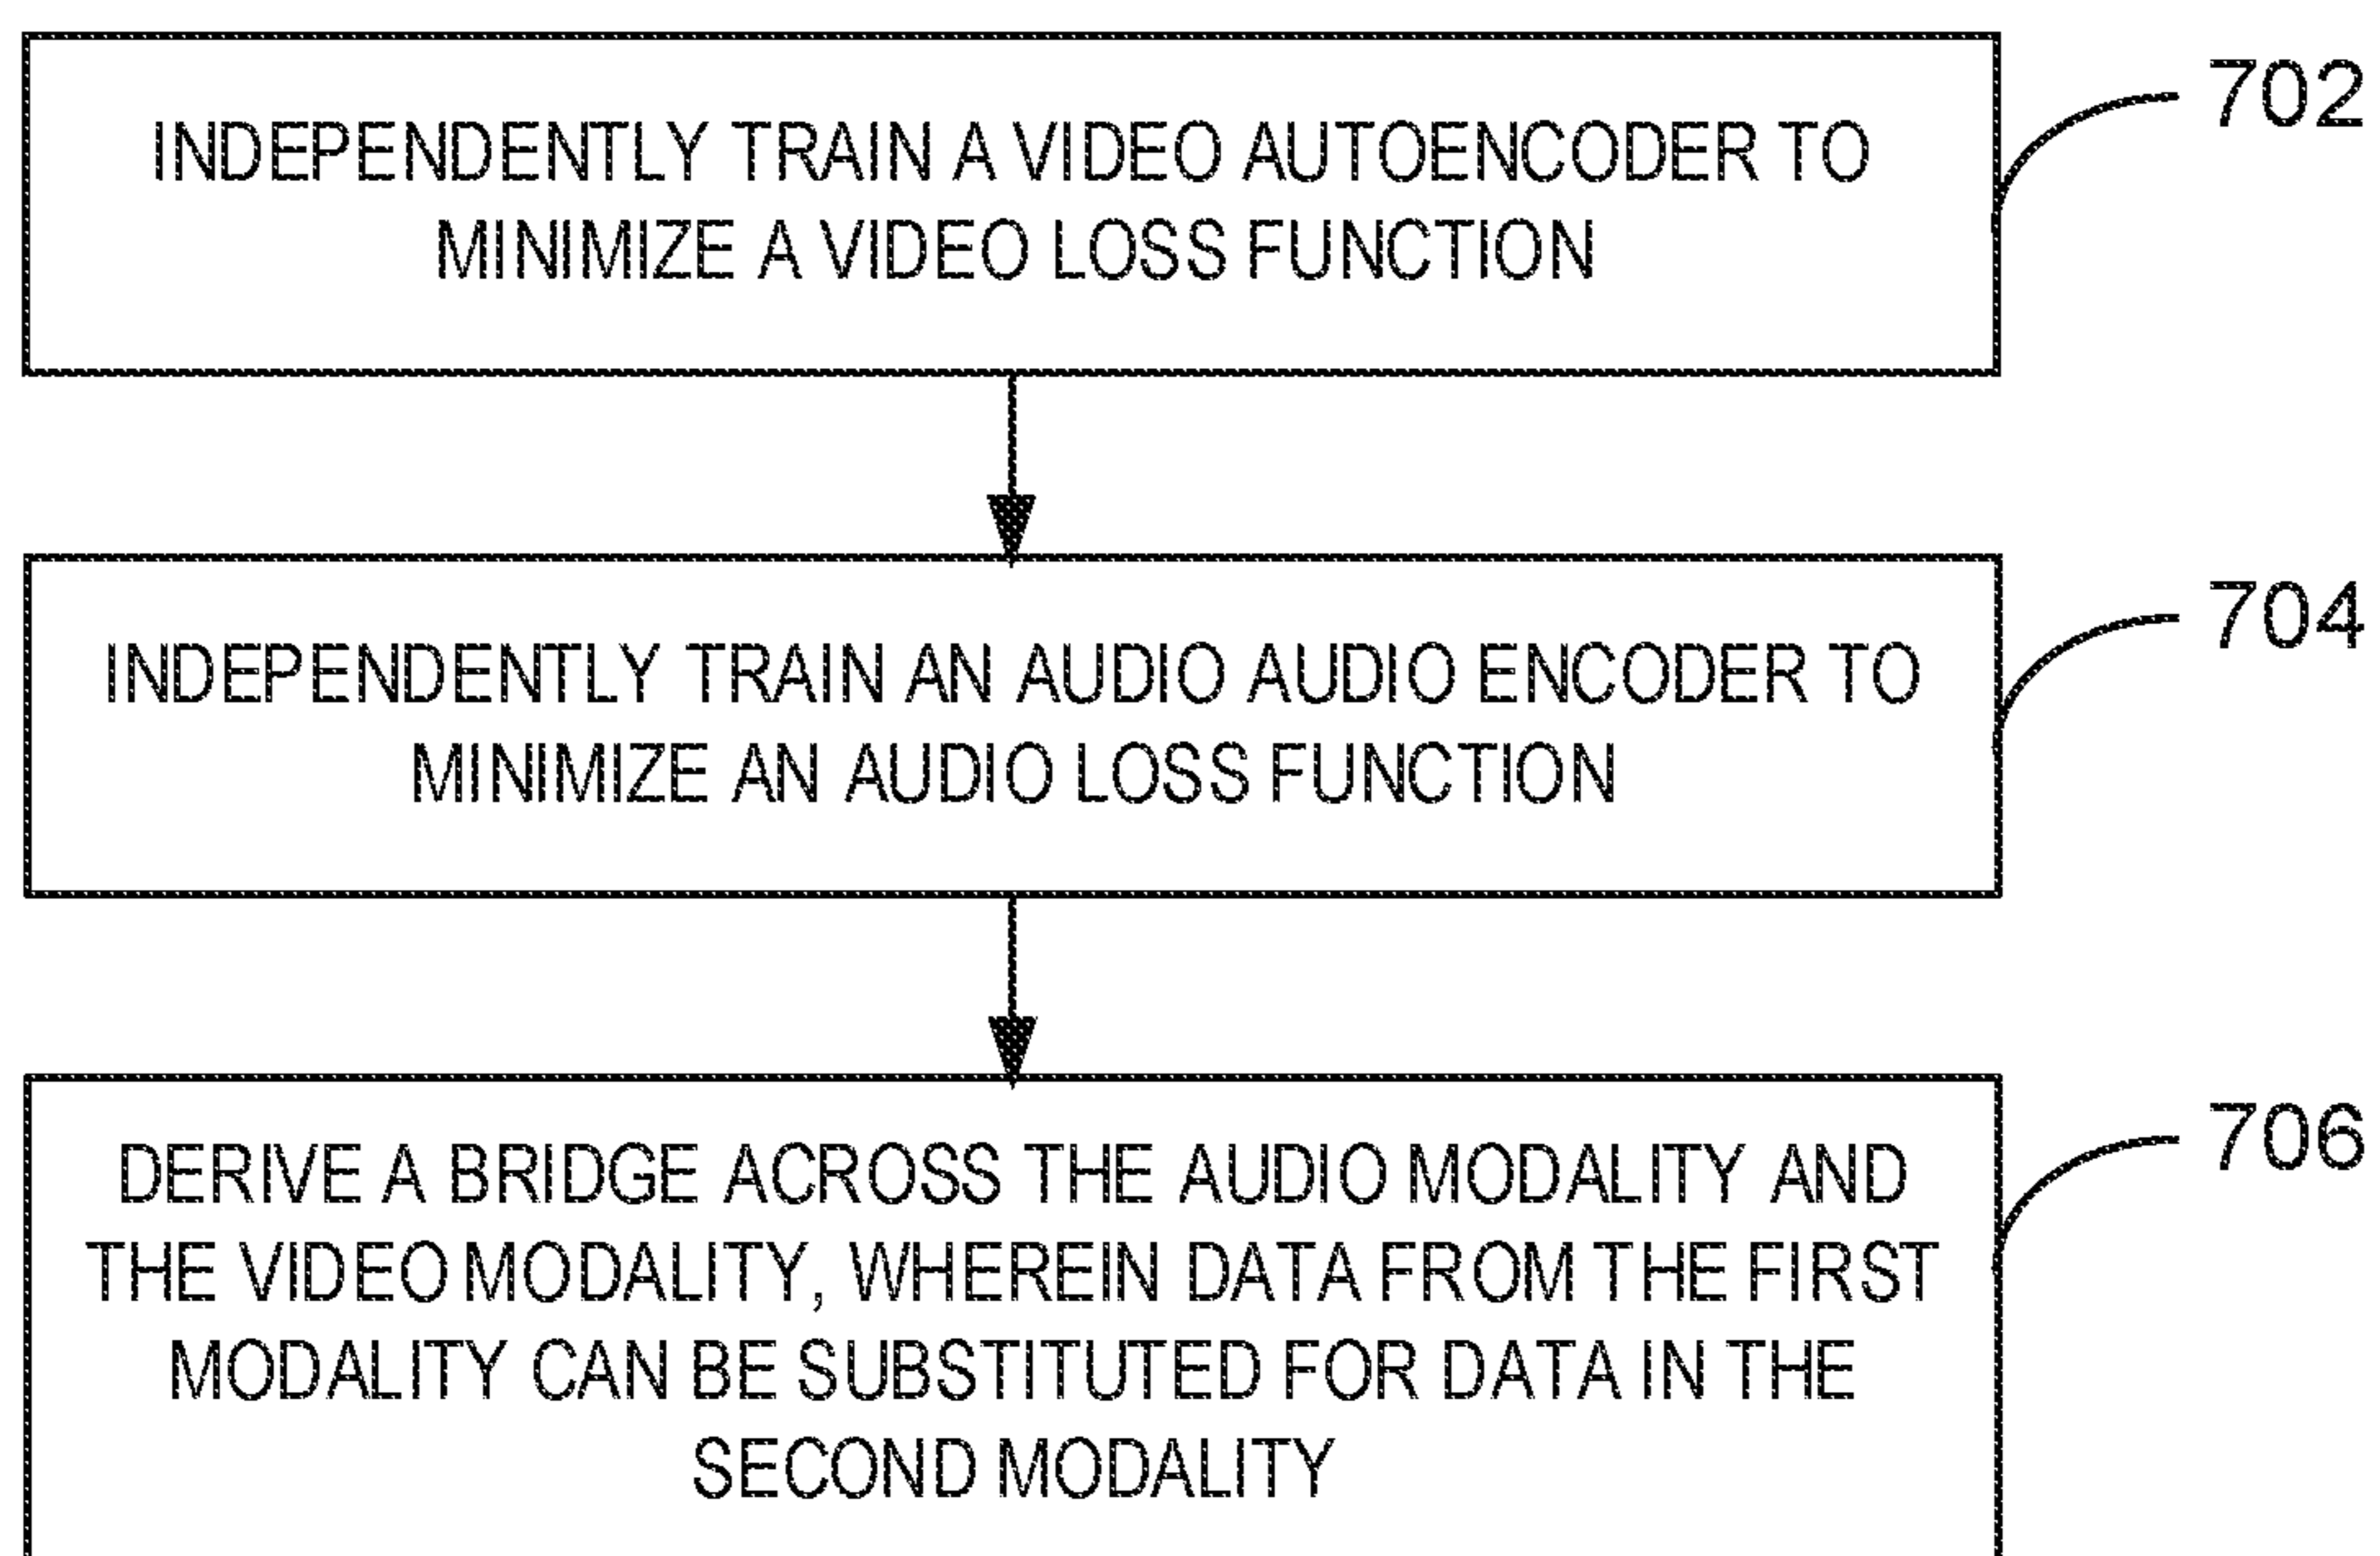 INDEPENDENTLY TRAIN A VIDEO AUTOENCODER TO
MINIMIZE A VIDEO LOSS FUNCTION
702
INDEPENDENTLY TRAIN AN AUDIO AUDIO ENCODER TO
MINIMIZE AN AUDIO LOSS FUNCTION
704
DERIVE A BRIDGE ACROSS THE AUDIO MODALITY AND
THE VIDEO MODALITY, WHEREIN DATA FROM THE FIRST
MODALITY CAN BE SUBSTITUTED FOR DATA IN THE
SECOND MODALITY
706